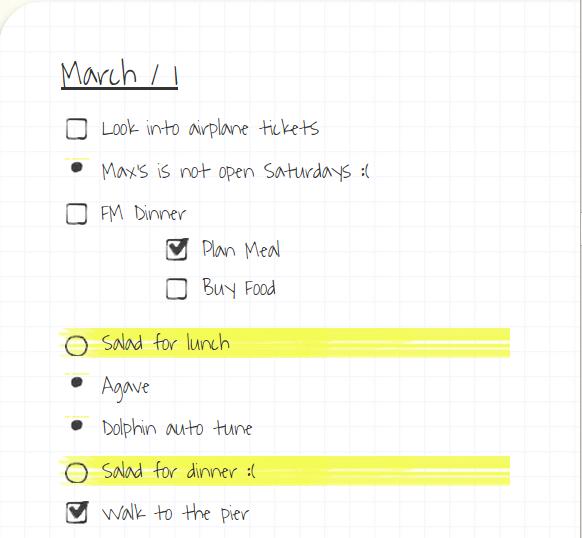 March / 1
Look into airplane tickets
Max's is not open Saturdays :(
FM Dinner
Plan Meal
Buy Food
Salad for lunch
Agave
Dolphin auto tune
Salad for dinner :(
Walk to the pier